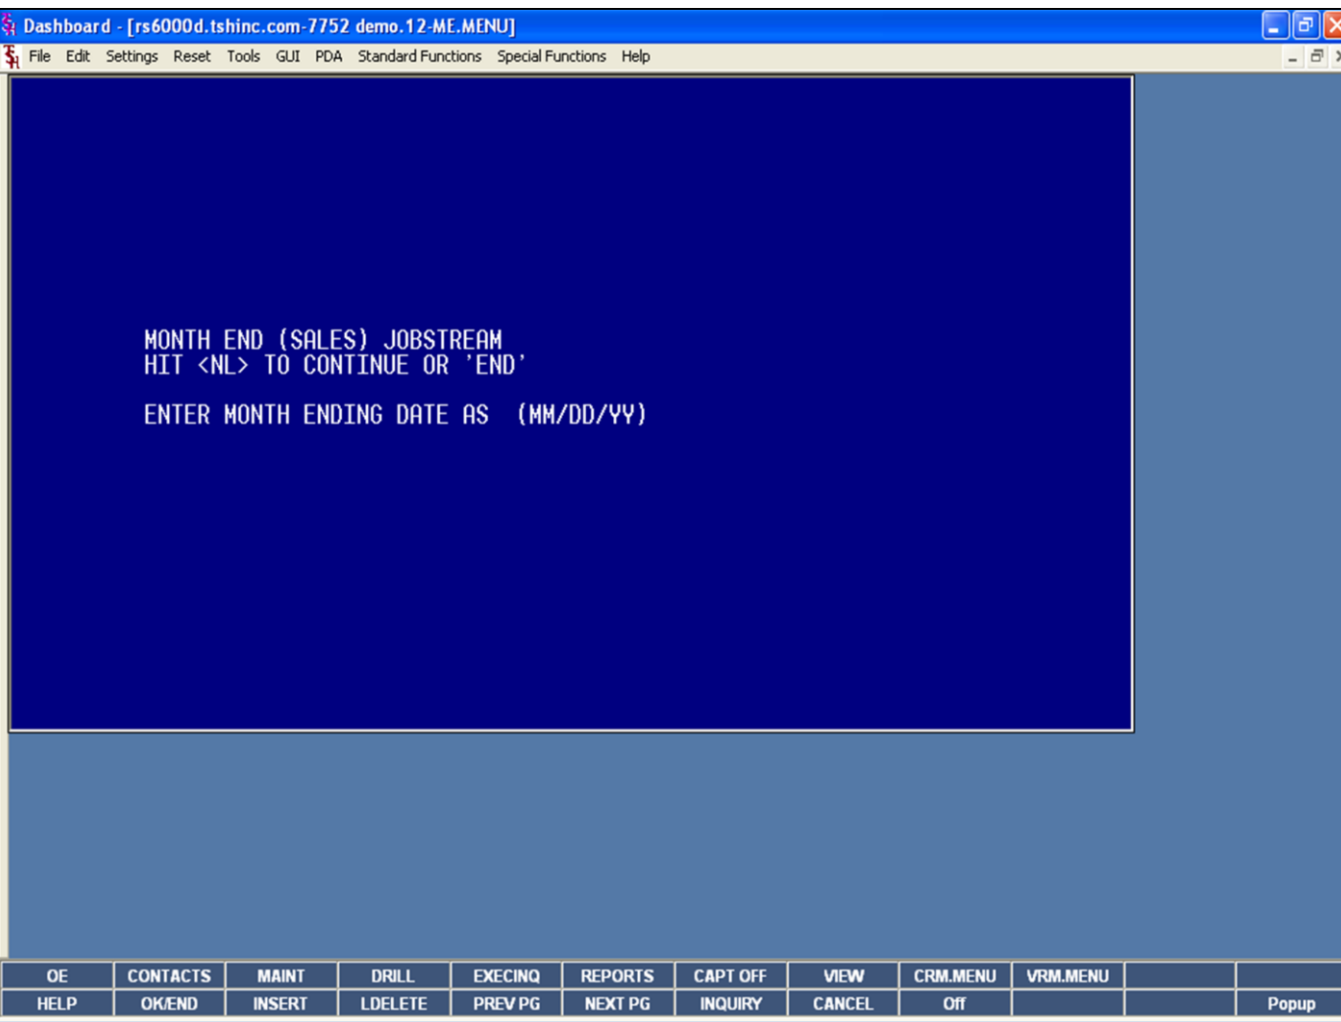 Dashboard - [rs6000d.tshinc.com-7752 demo.12-ME.MENU]
File Edit Settings Reset Tools GUI PDA Standard Functions Special Functions Help
MONTH END (SALES) JOBSTREAM
HIT <NL> TO CONTINUE OR 'END'
ENTER MONTH ENDING DATE AS (MM/DD/YY)
OE CONTACTS MAINT DRILL EXECINQ REPORTS CAPT OFF VIEW CRM.MENU VRM.MENU
HELP OK/END INSERT LDELETE PREV PG NEXT PG INQUIRY CANCEL Off Popup